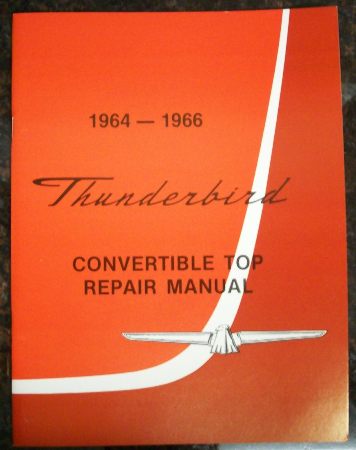 1964 — 1966
Thunderbird
CONVERTIBLE TOP
REPAIR MANUAL